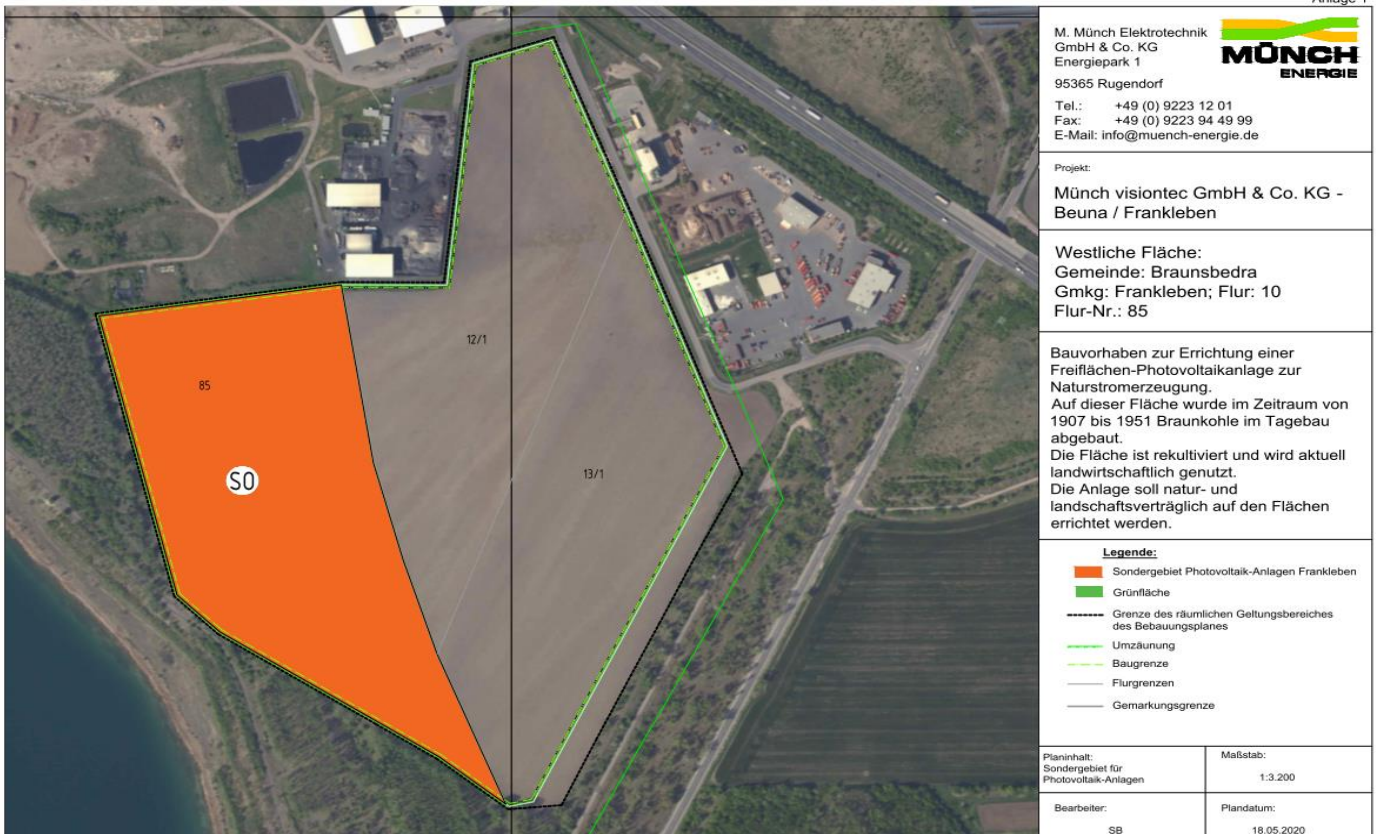 M. Münch Elektrotechnik
GmbH & Co. KG
Energiepark 1
95365 Rugendorf
Tel.: +49 (0) 9223 12 01
Fax: +49 (0) 9223 94 49 99
E-Mail: info@muench-energie.de
MÜNCH
ENERGIE
Projekt:
Münch visiontec GmbH & Co. KG -
Beuna / Frankleben
Westliche Fläche:
Gemeinde: Braunsbedra
Gmkg: Frankleben; Flur: 10
Flur-Nr.: 85
Bauvorhaben zur Errichtung einer
Freiflächen-Photovoltaikanlage zur
Naturstromerzeugung.
Auf dieser Fläche wurde im Zeitraum von
1907 bis 1951 Braunkohle im Tagebau
abgebaut.
Die Fläche ist rekultiviert und wird aktuell
landwirtschaftlich genutzt.
Die Anlage soll natur- und
landschaftsverträglich auf den Flächen
errichtet werden.
Legende:
Sondergebiet Photovoltaik-Anlagen Frankleben
Grünfläche
Grenze des räumlichen Geltungsbereiches
des Bebauungsplanes
Umzäunung
Baugrenze
Flurgrenzen
Gemarkungsgrenze
Planinhalt:
Sondergebiet für
Photovoltaik-Anlagen
Maßstab:
1:3.200
Bearbeiter:
SB
Plandatum:
18.05.2020
12/1
85
13/1
SO